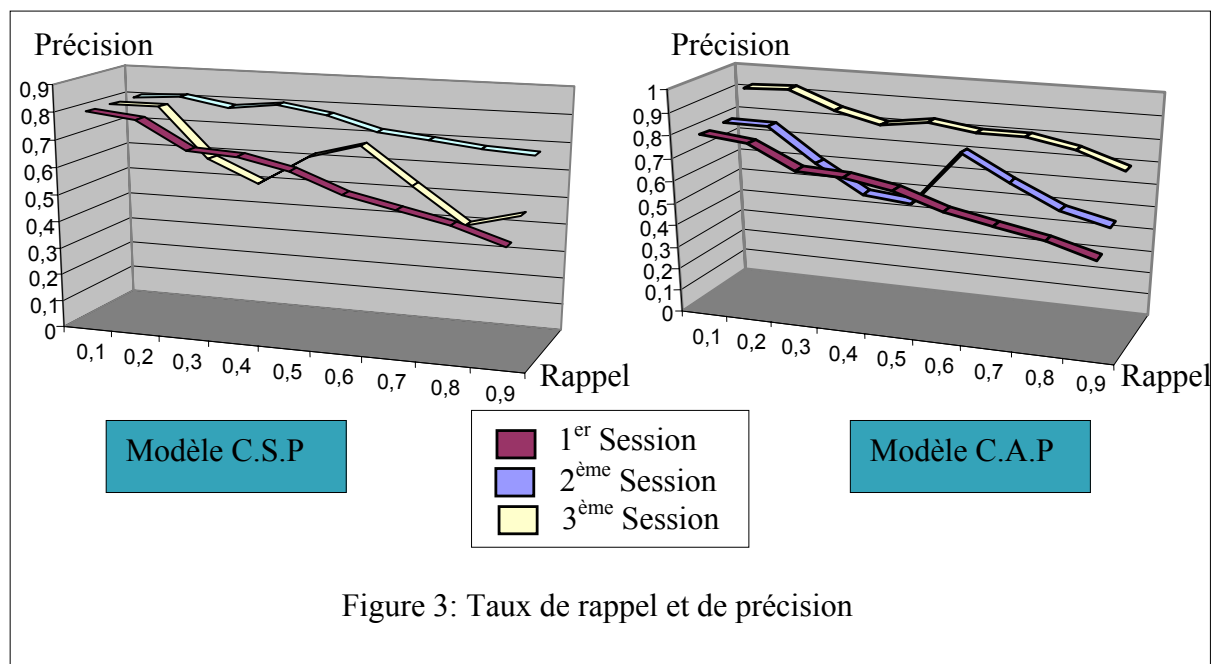 Précision
0,9
0,8
0,7
0,6
0,5
0,4
0,3
0,2
0,1
0
0,1 0,2 0,3 0,4 0,5 0,6 0,7 0,8 0,9
Rappel
Modèle C.S.P
Précision
1
0,9
0,8
0,7
0,6
0,5
0,4
0,3
0,2
0,1
0
0,1 0,2 0,3 0,4 0,5 0,6 0,7 0,8 0,9
Rappel
Modèle C.A.P
1er Session
2ème Session
3ème Session
Figure 3: Taux de rappel et de précision